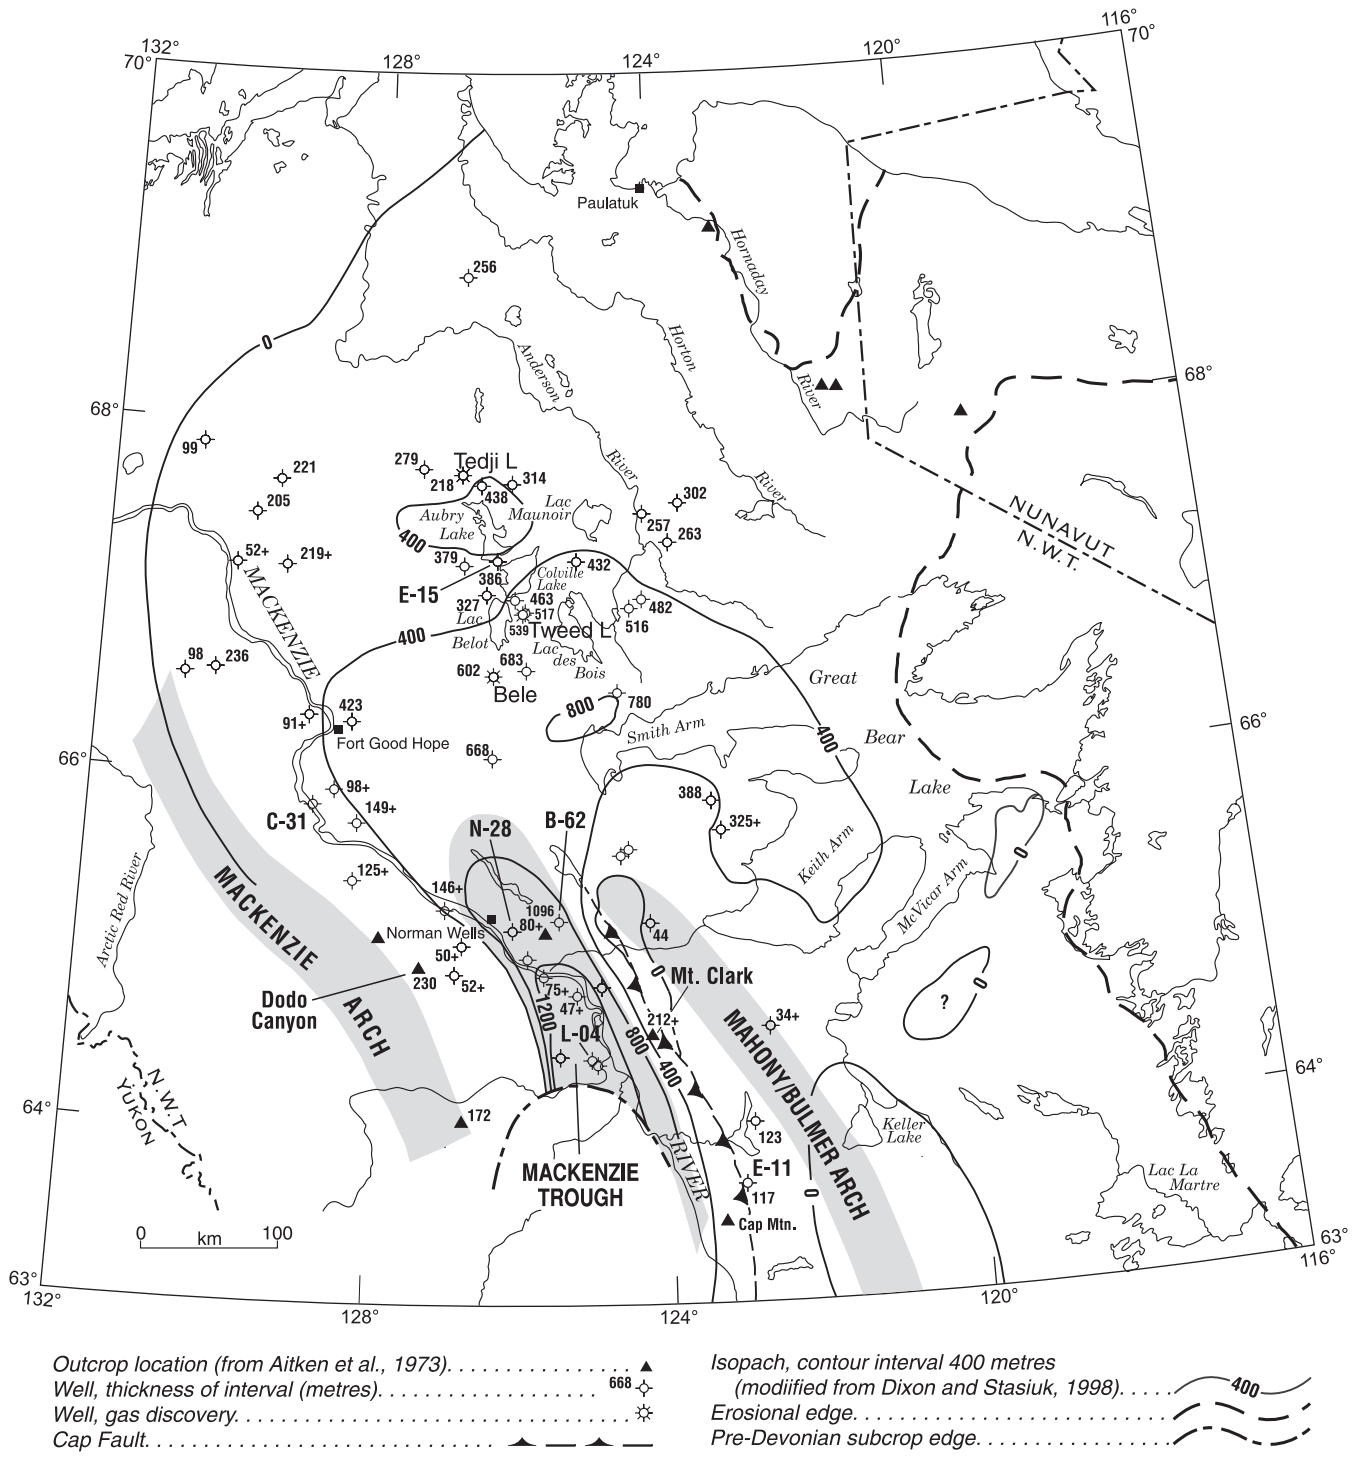 132°
128°
124°
120°
116°
70°
70°
Paulatuk
Hornaday
River
256
0
Anderson
River
Horton
River
68°
68°
99
221
205
279
Tedji L
218
438
314
Aubry
Lake
Lac
Maunoir
302
257
263
NUNAVUT
N.W.T.
52+
219+
400
379
386
E-15
432
Colville
Lake
MACKENZIE
327
463
517
539
Tweed L
482
516
Lac
Belot
400
Lac
des
Bois
98
236
602
683
Bele
780
800
Great
Bear
Lake
66°
66°
91+
423
Fort Good Hope
Smith Arm
400
668
98+
C-31
149+
388
325+
N-28
B-62
Keith Arm
McVicar Arm
0
Arctic Red River
125+
146+
MACKENZIE
ARCH
1096
80+
Norman Wells
44
50+
230
52+
Dodo
Canyon
75+
47+
1200
L-04
0
Mt. Clark
212+
800
400
34+
?
0
MAHONY/BULMER ARCH
64°
64°
N.W.T.
YUKON
172
123
Keller
Lake
MACKENZIE
TROUGH
RIVER
E-11
117
Cap Mtn.
0
Lac La
Martre
0 100
km
63°
63°
132°
128°
124°
120°
116°
Outcrop location (from Aitken et al., 1973)
Well, thickness of interval (metres) 668
Well, gas discovery
Cap Fault
Isopach, contour interval 400 metres
(modiified from Dixon and Stasiuk, 1998) 400
Erosional edge
Pre-Devonian subcrop edge